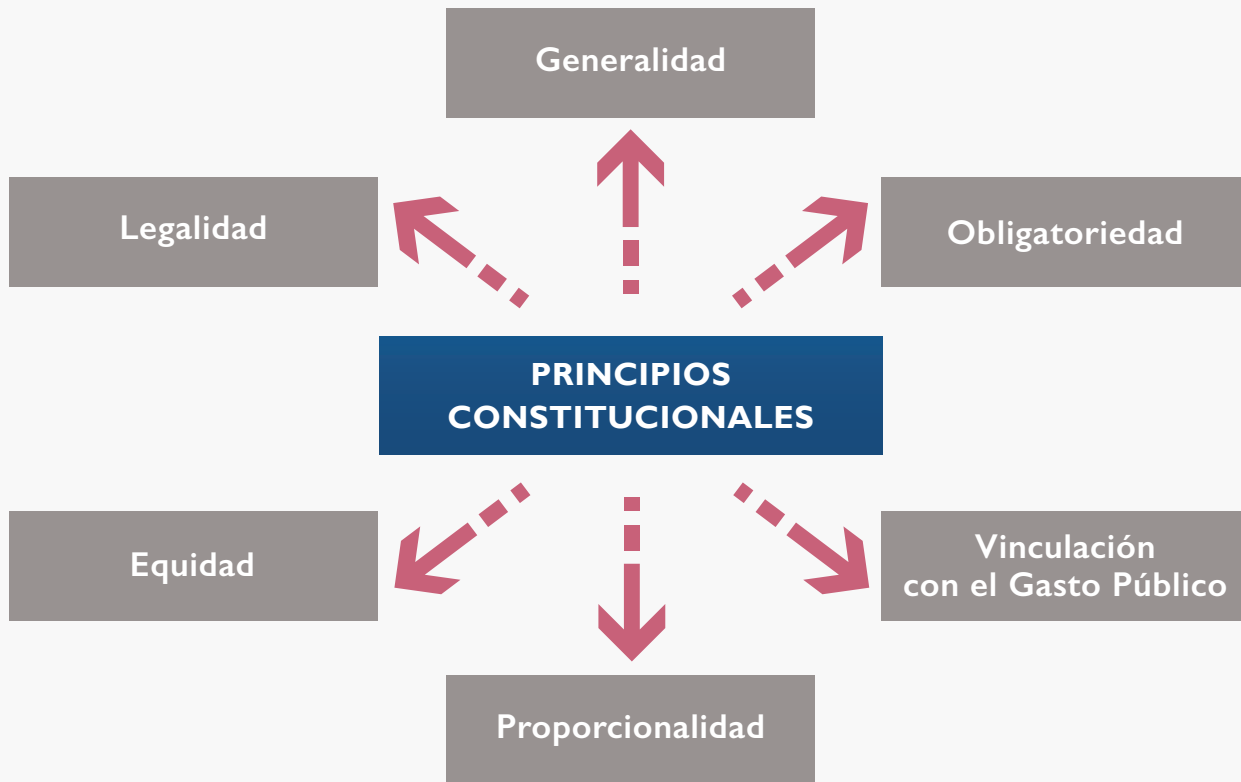 Generalidad
Legalidad
Obligatoriedad
PRINCIPIOS
CONSTITUCIONALES
Equidad
Vinculación
con el Gasto Público
Proporcionalidad